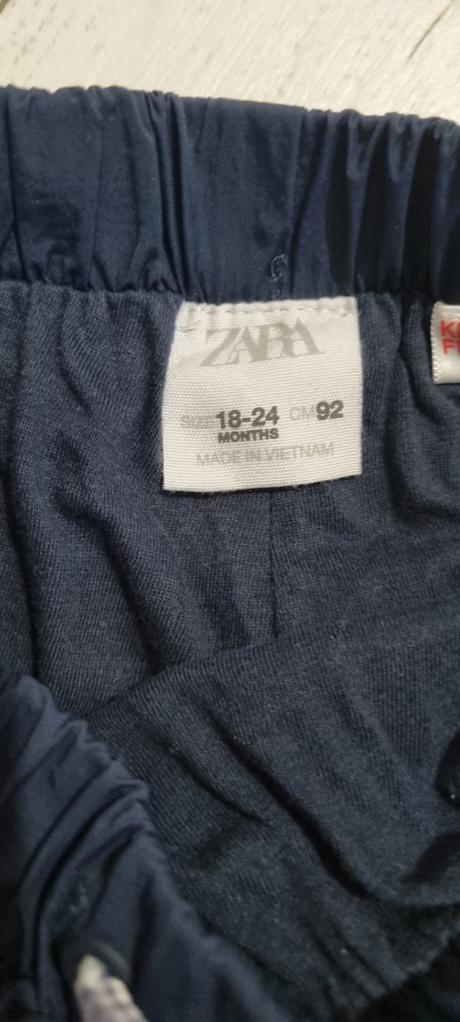 ZARA
SIZE 18-24 CM 92
MONTHS
MADE IN VIETNAM